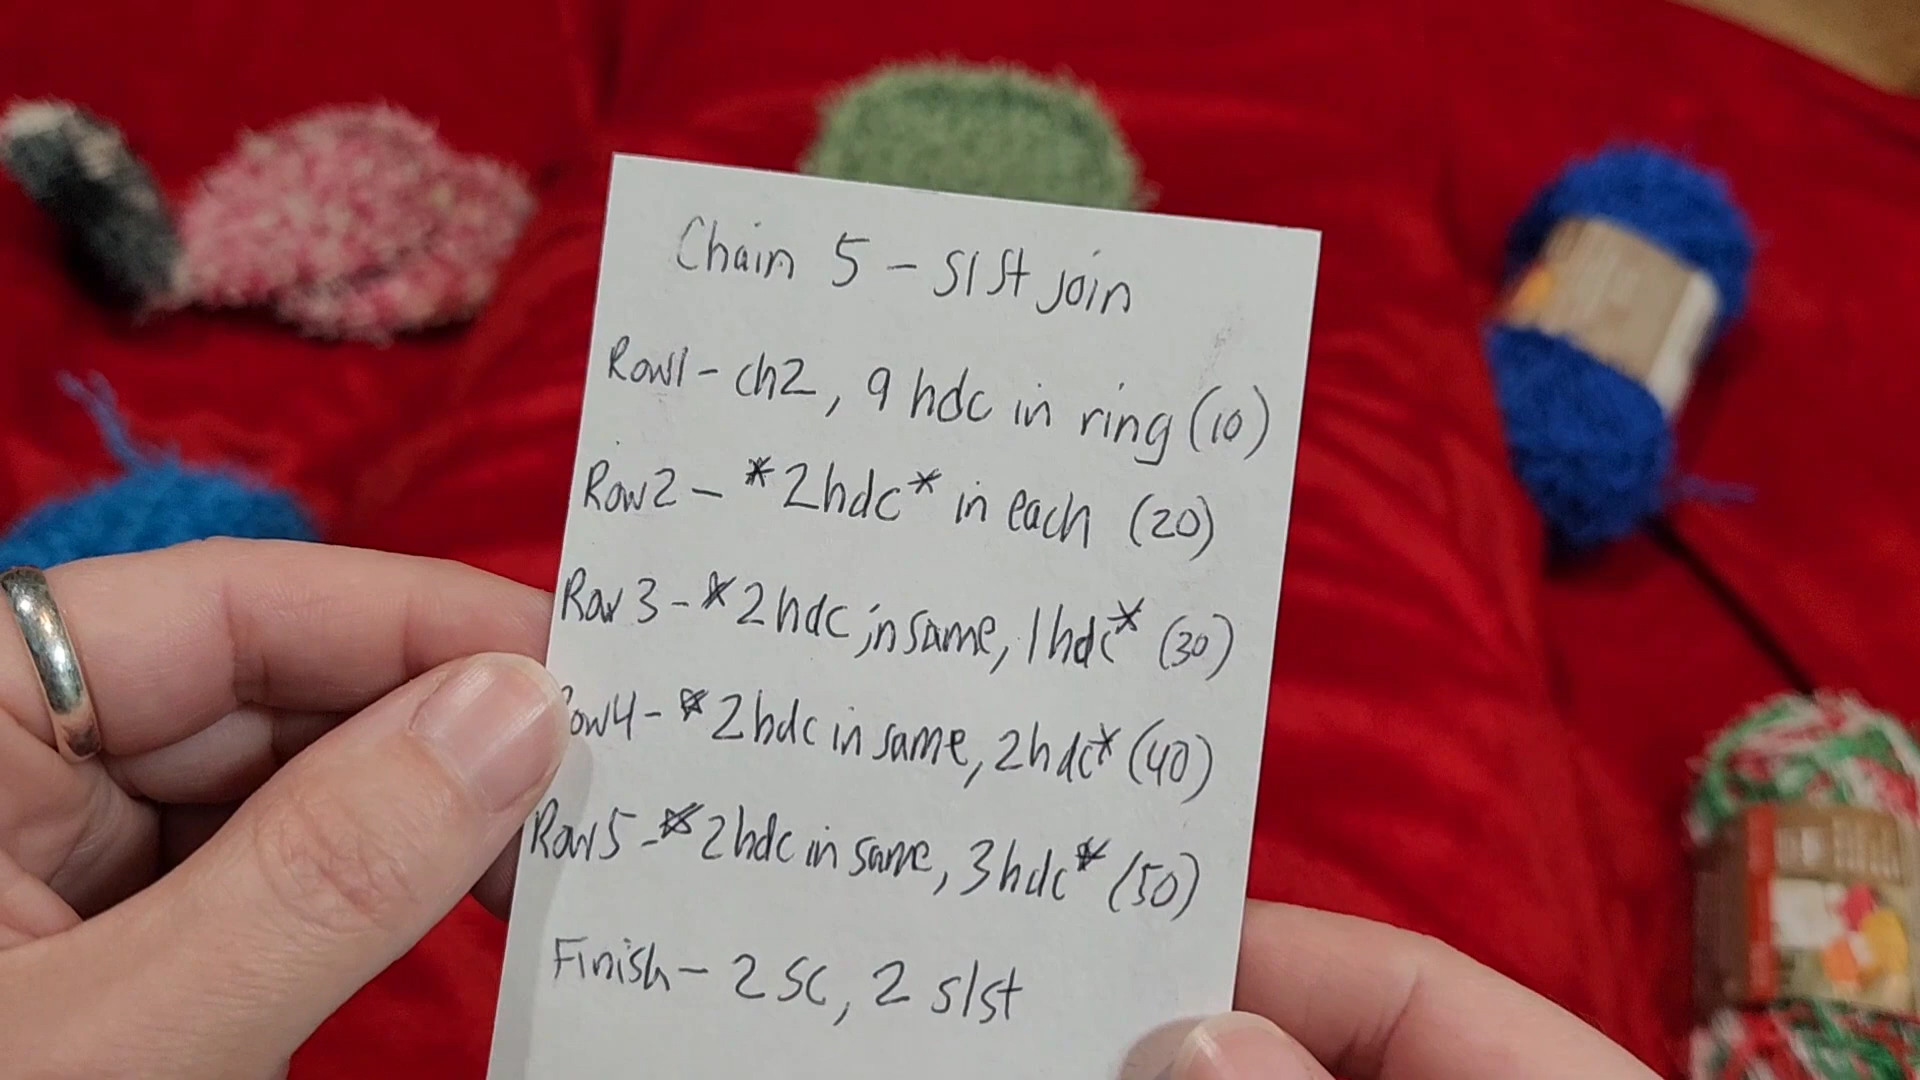 Chain 5 - sl st join
Row1 - ch2, 9 hdc in ring (10)
Row2 - *2hdc* in each (20)
Row 3 - *2 hdc in same, 1hdc* (30)
Row4 - *2 hdc in same, 2hdc* (40)
Row5 - *2hdc in same, 3hdc* (50)
Finish - 2 sc, 2 slst